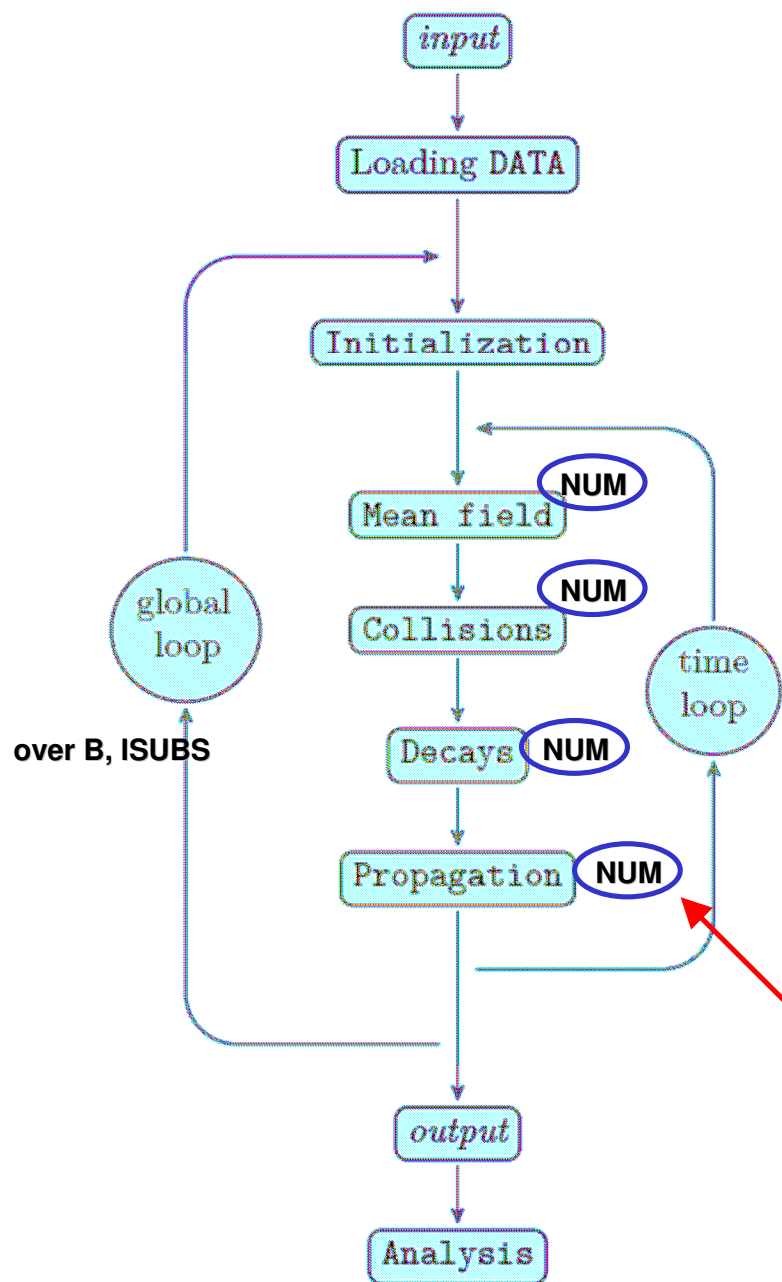 input
Loading DATA
Initialization
Mean field
NUM
Collisions
NUM
global
loop
time
loop
over B, ISUBS
Decays
NUM
Propagation
NUM
output
Analysis